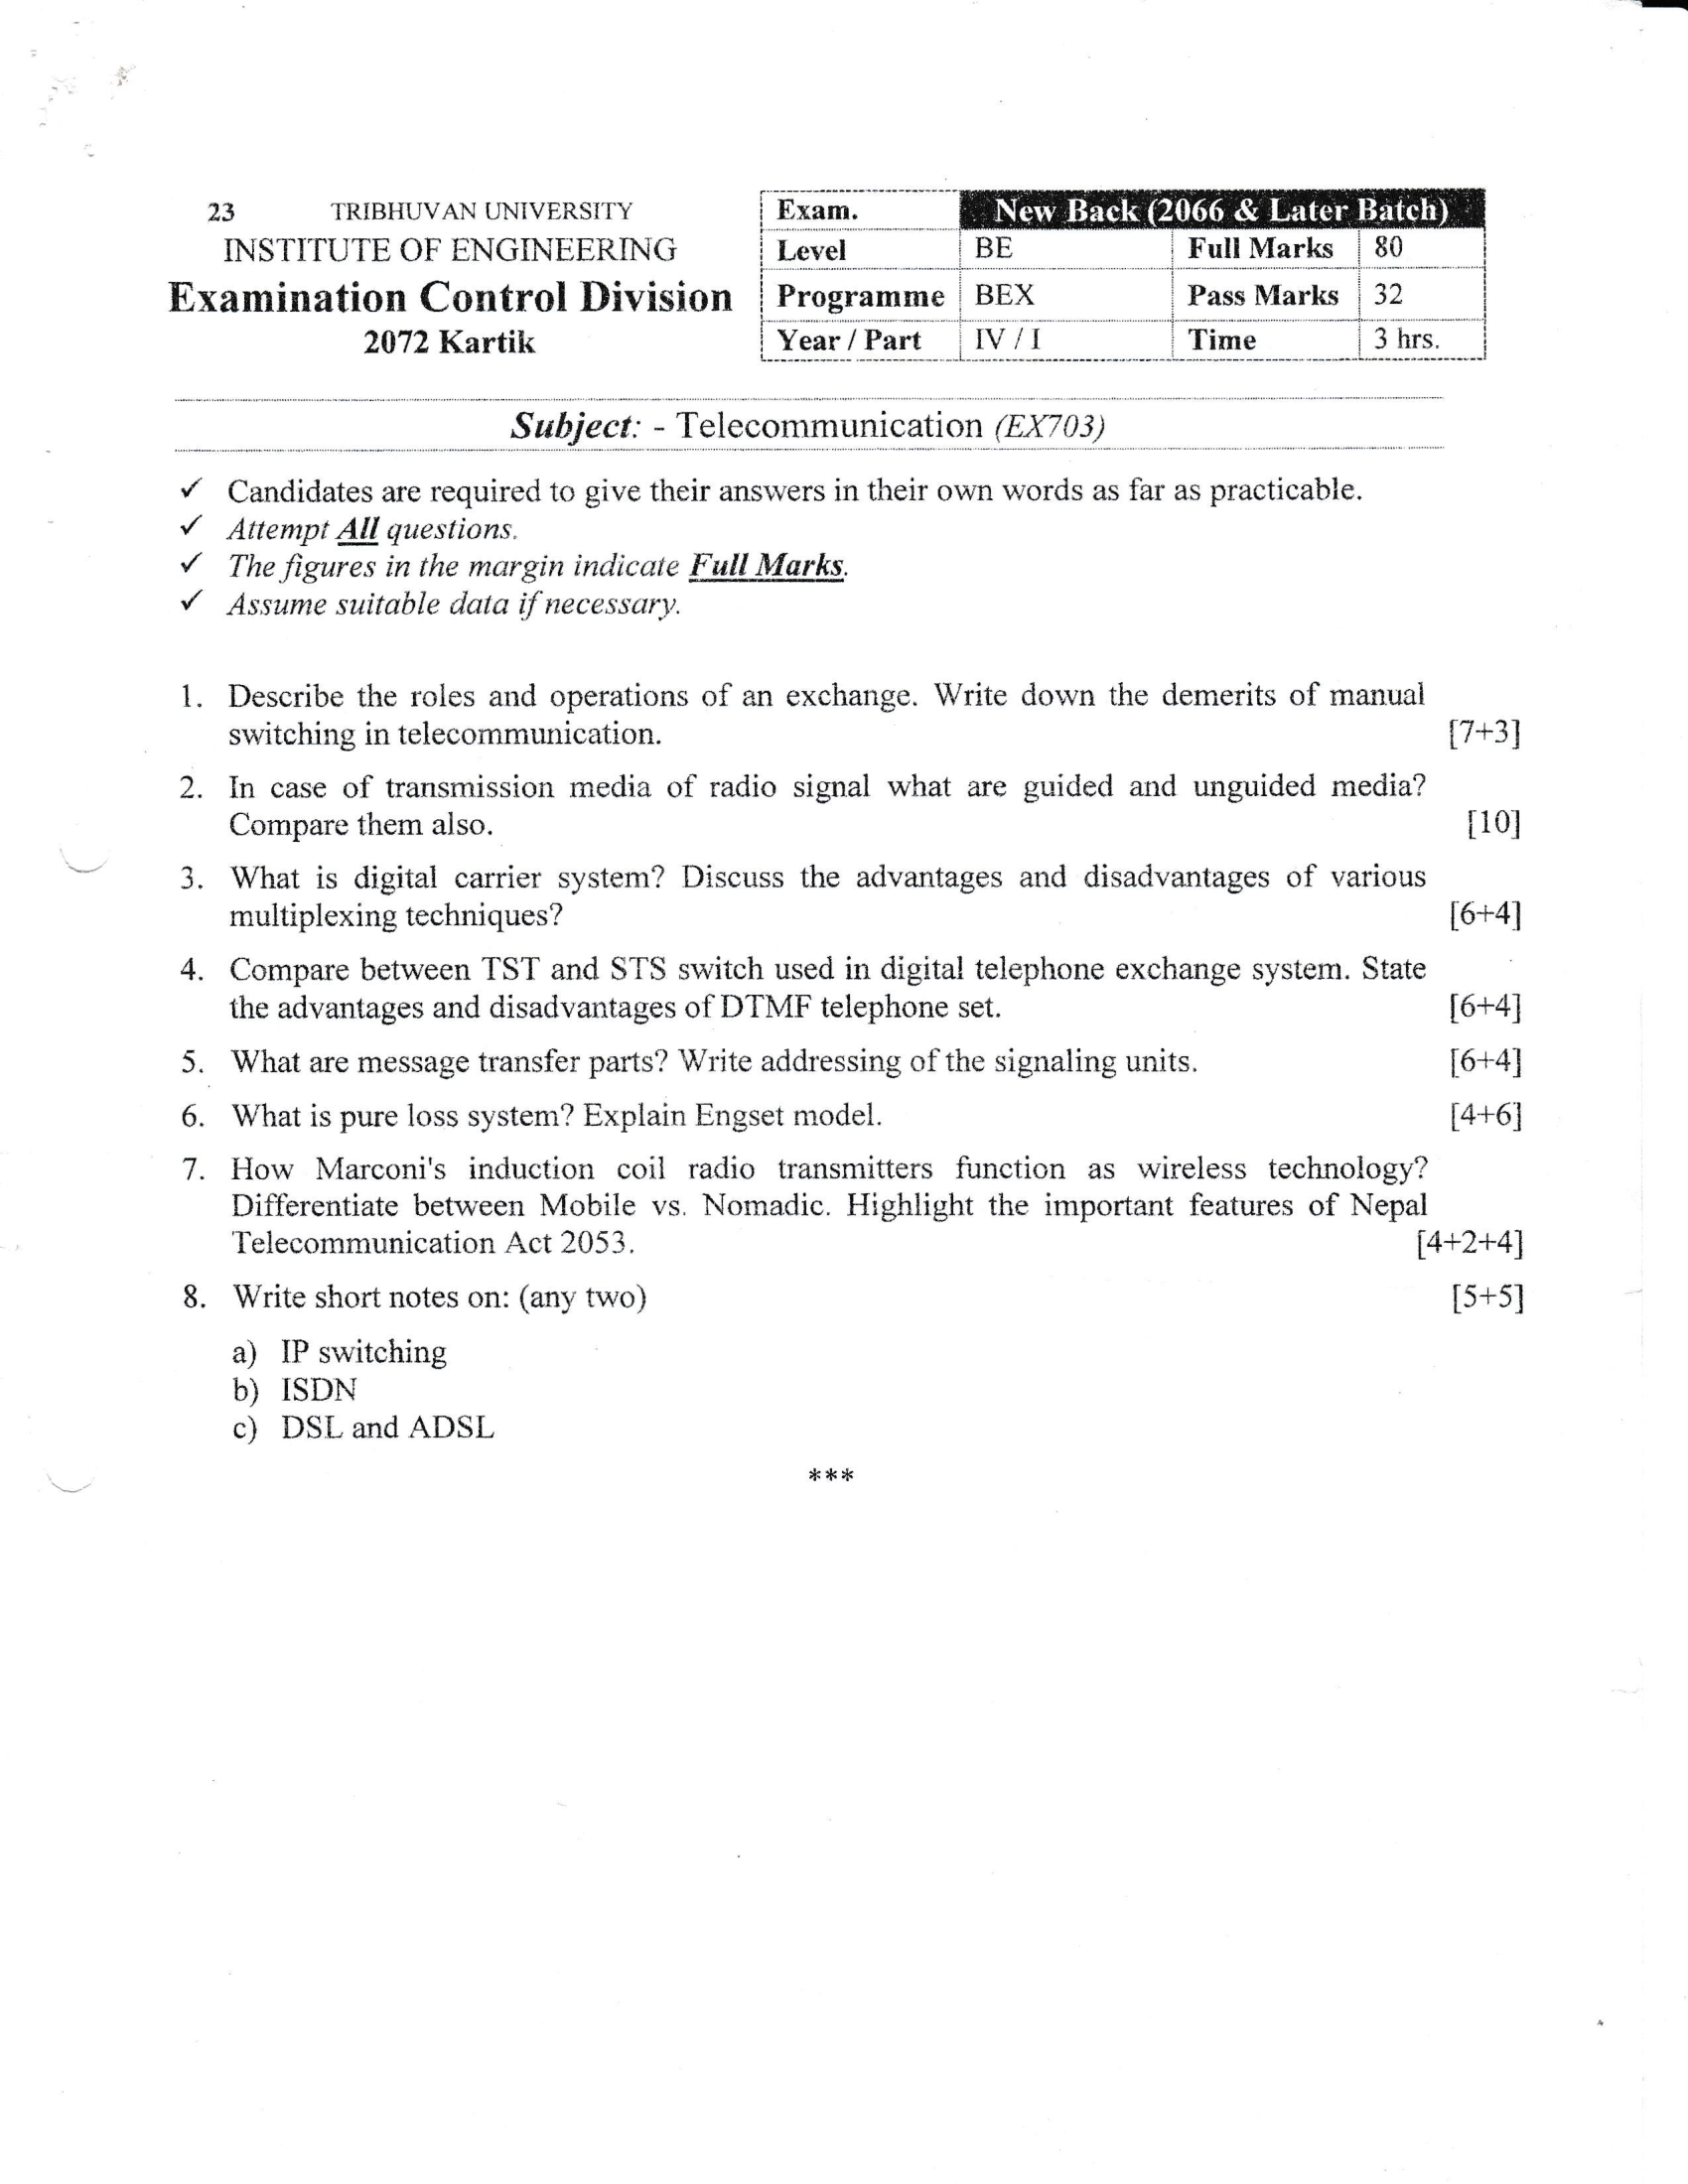 23 TRIBHUVAN UNIVERSITY
INSTITUTE OF ENGINEERING
Examination Control Division
2072 Kartik
Exam. New Back (2066 & Later Batch)
Level BE Full Marks 80
Programme BEX Pass Marks 32
Year / Part IV / I Time 3 hrs.
Subject: - Telecommunication (EX703)
✓ Candidates are required to give their answers in their own words as far as practicable.
✓ Attempt All questions.
✓ The figures in the margin indicate Full Marks.
✓ Assume suitable data if necessary.
1. Describe the roles and operations of an exchange. Write down the demerits of manual
switching in telecommunication. [7+3]
2. In case of transmission media of radio signal what are guided and unguided media?
Compare them also. [10]
3. What is digital carrier system? Discuss the advantages and disadvantages of various
multiplexing techniques? [6+4]
4. Compare between TST and STS switch used in digital telephone exchange system. State
the advantages and disadvantages of DTMF telephone set. [6+4]
5. What are message transfer parts? Write addressing of the signaling units. [6+4]
6. What is pure loss system? Explain Engset model. [4+6]
7. How Marconi's induction coil radio transmitters function as wireless technology?
Differentiate between Mobile vs. Nomadic. Highlight the important features of Nepal
Telecommunication Act 2053. [4+2+4]
8. Write short notes on: (any two) [5+5]
a) IP switching
b) ISDN
c) DSL and ADSL
***